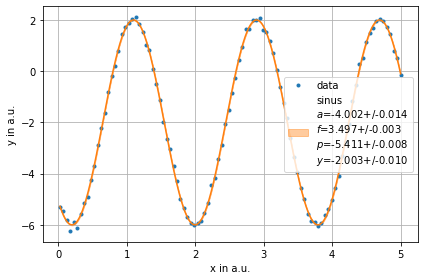 2
0
−2
−4
−6
0
1
2
3
4
5
y in a.u.
x in a.u.
data
sinus
a=-4.002+/-0.014
f=3.497+/-0.003
p=-5.411+/-0.008
y=-2.003+/-0.010